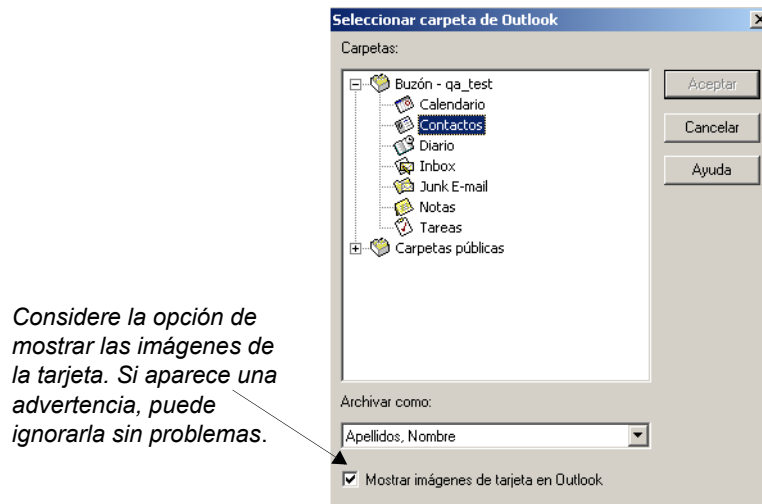 Seleccionar carpeta de Outlook
Carpetas:
Buzón - qa_test
Calendario
Contactos
Diario
Inbox
Junk E-mail
Notas
Tareas
Carpetas públicas
Aceptar
Cancelar
Ayuda
Considere la opción de
mostrar las imágenes de
la tarjeta. Si aparece una
advertencia, puede
ignorarla sin problemas.
Archivar como:
Apellidos, Nombre
Mostrar imágenes de tarjeta en Outlook